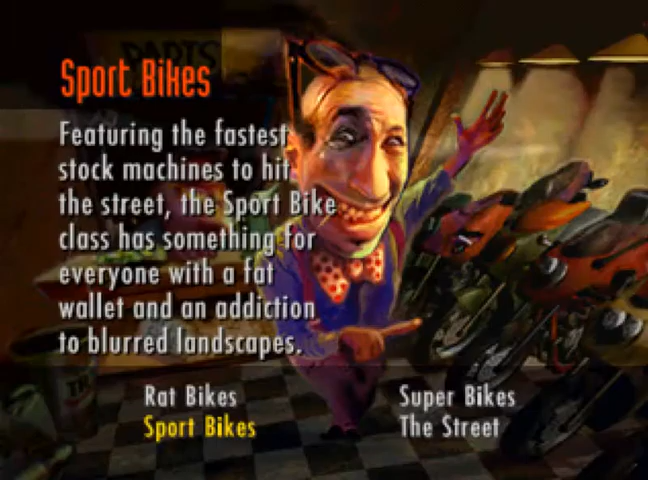 PARTS
Sport Bikes
Featuring the fastest
stock machines to hit
the street, the Sport Bike
class has something for
everyone with a fat
wallet and an addiction
to blurred landscapes.
Rat Bikes
Super Bikes
Sport Bikes
The Street